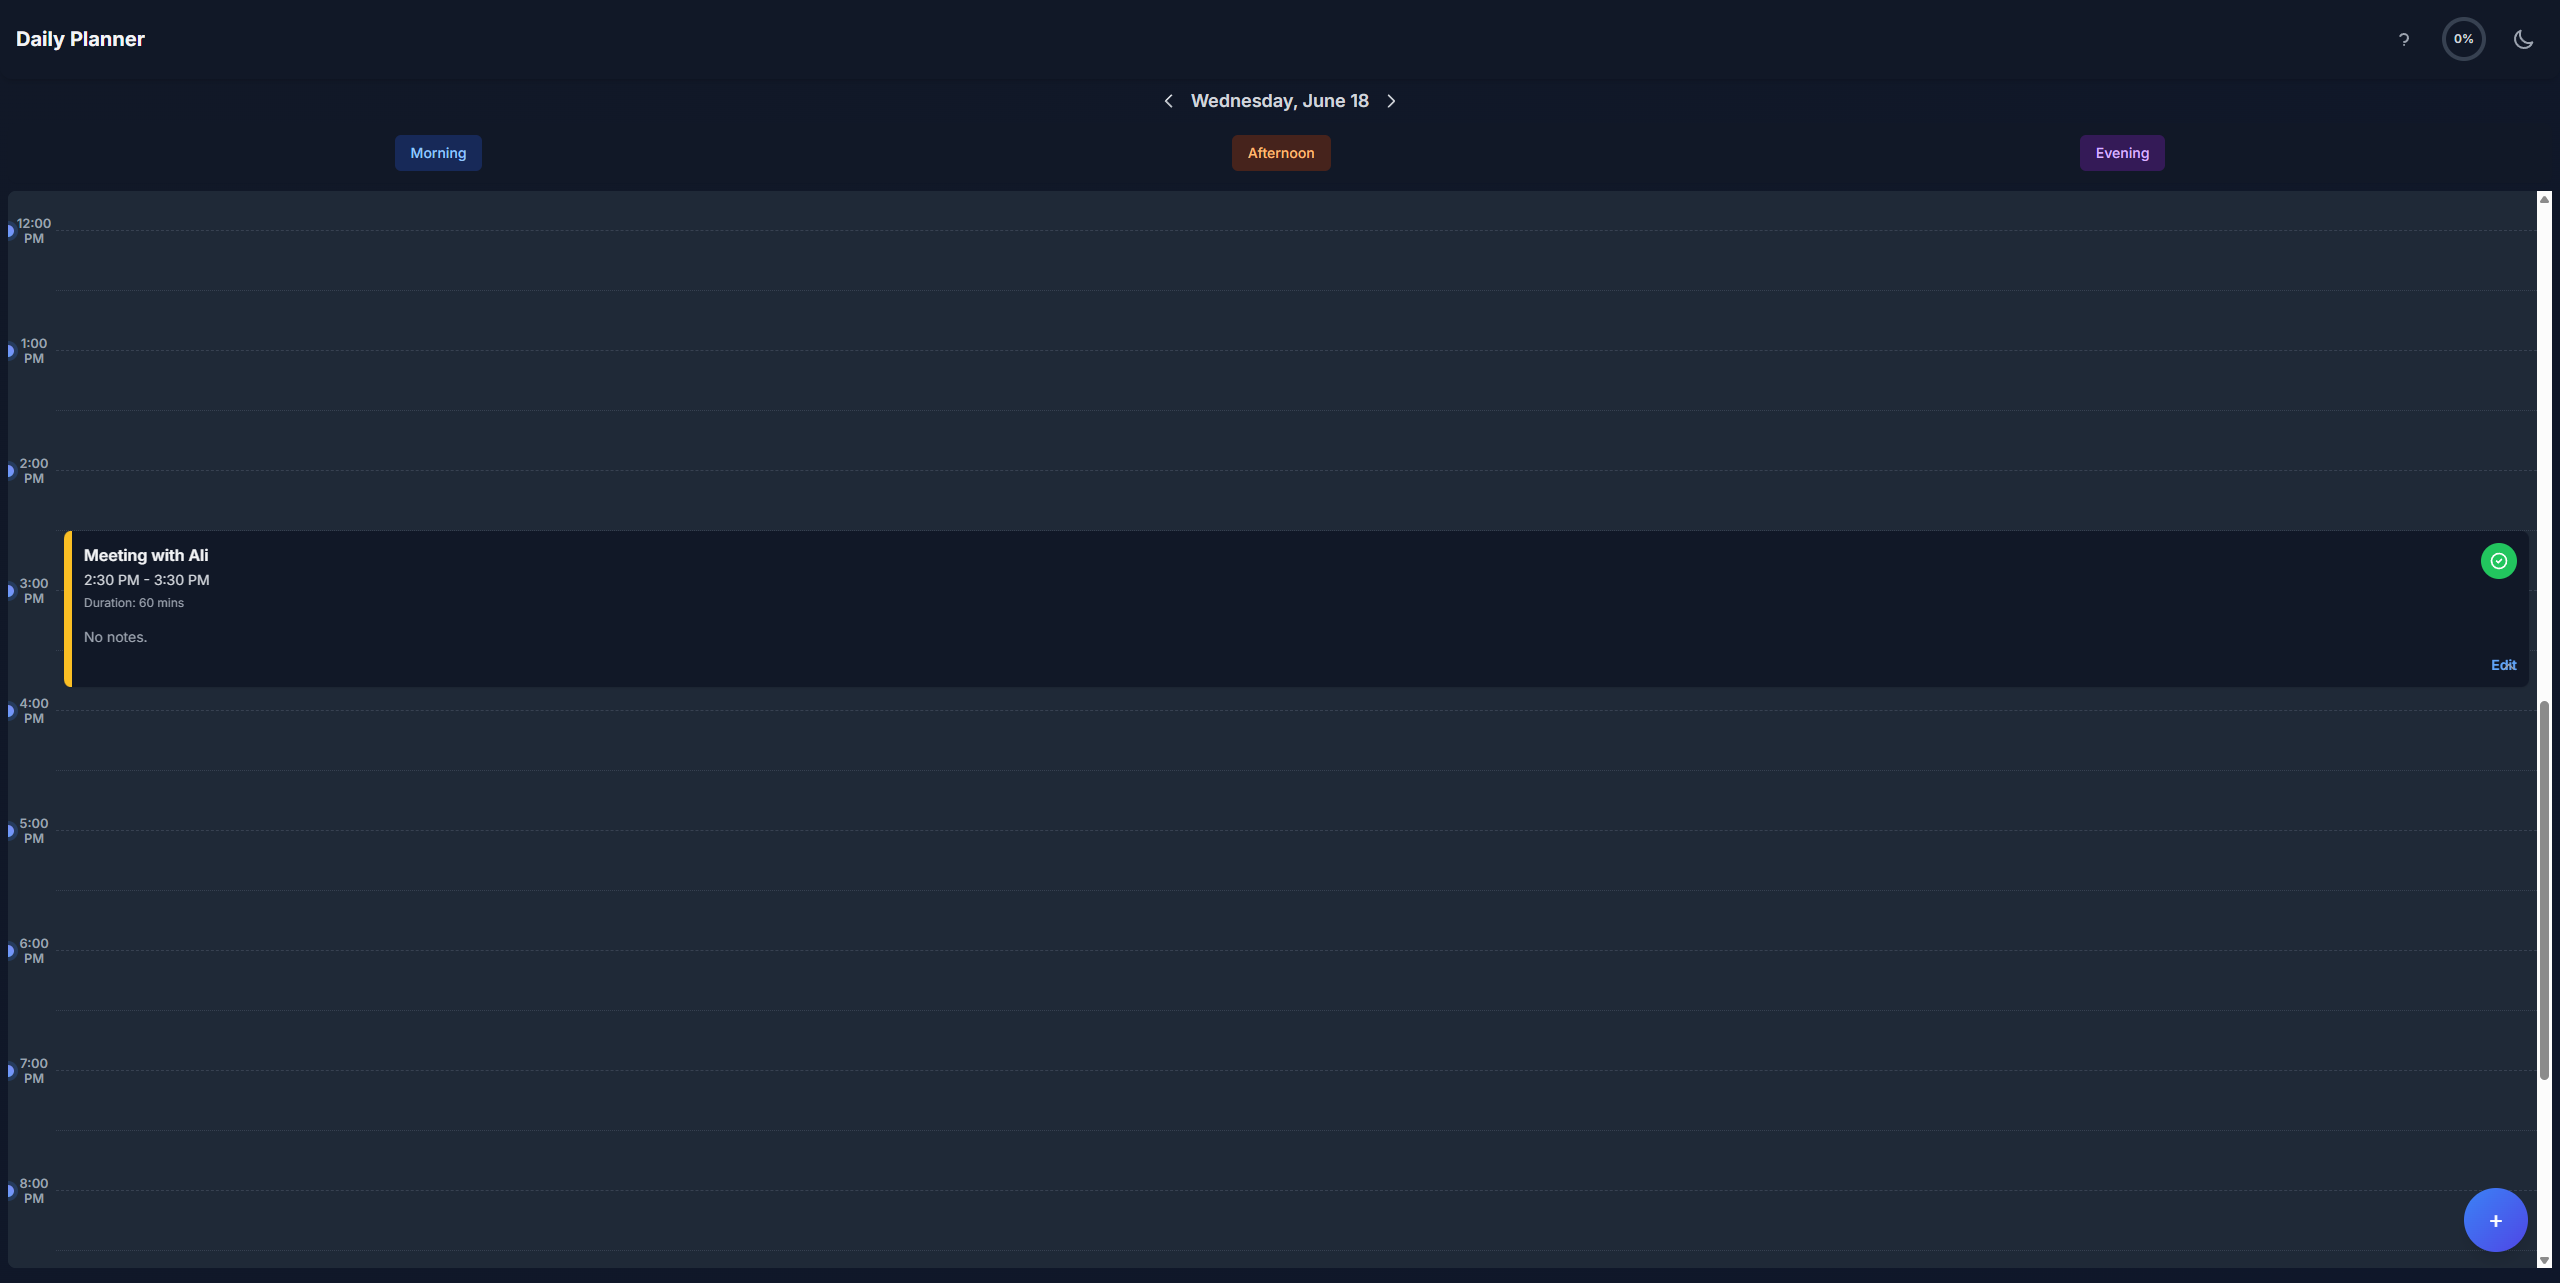 Daily Planner
?
0%
Wednesday, June 18
Morning
Afternoon
Evening
12:00
PM
1:00
PM
2:00
PM
Meeting with Ali
2:30 PM - 3:30 PM
3:00
PM
Duration: 60 mins
No notes.
Edit
4:00
PM
5:00
PM
6:00
PM
7:00
PM
8:00
PM
+